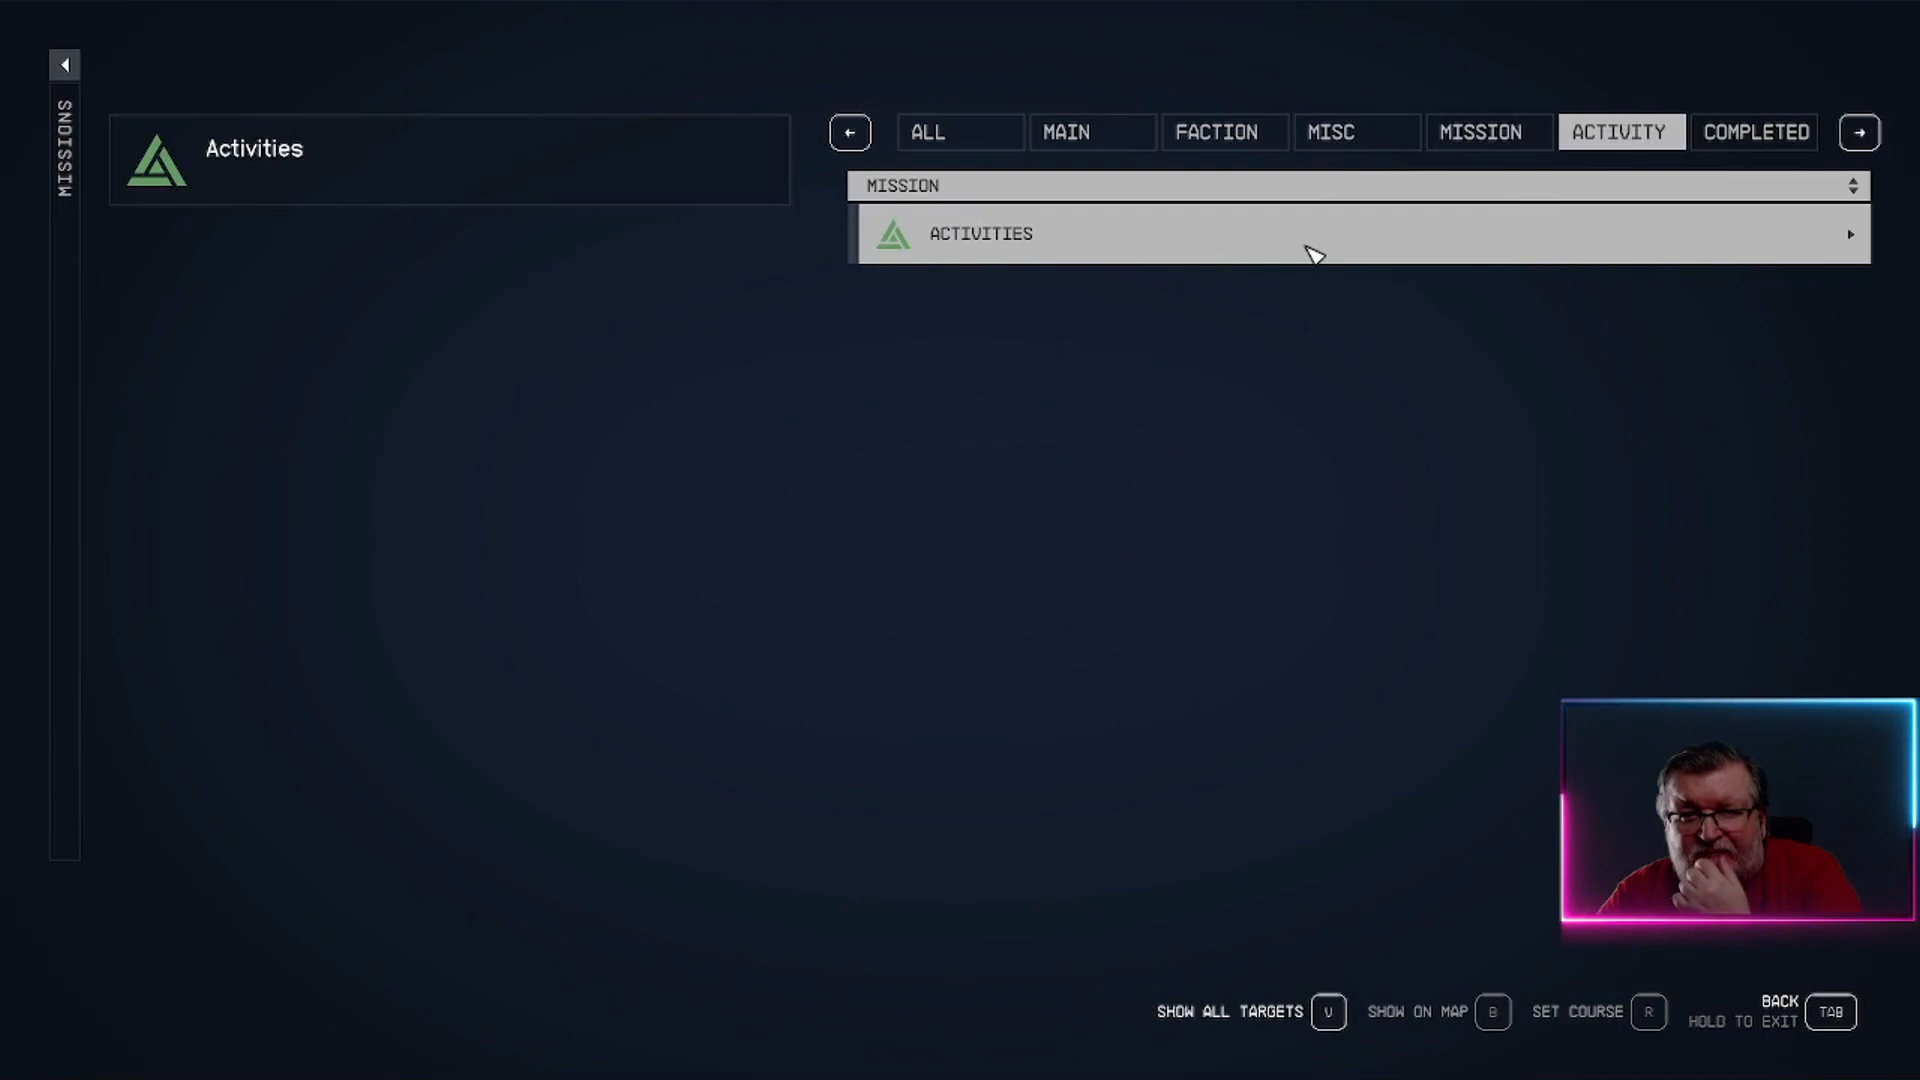 MISSIONS
Activities
ALL MAIN FACTION MISC MISSION ACTIVITY COMPLETED
MISSION
ACTIVITIES
SHOW ALL TARGETS V SHOW ON MAP B SET COURSE R BACK TAB
HOLD TO EXIT